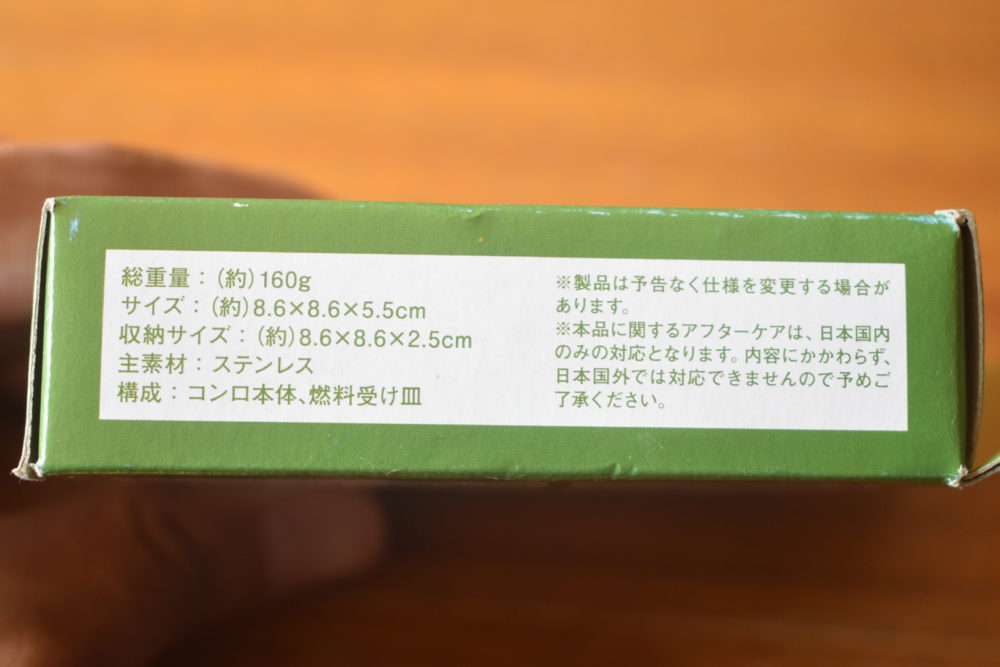 総重量：(約)160g
サイズ：(約)8.6×8.6×5.5cm
収納サイズ：(約)8.6×8.6×2.5cm
主素材：ステンレス
構成：コンロ本体、燃料受け皿
※製品は予告なく仕様を変更する場合が
あります。
※本品に関するアフターケアは、日本国内
のみの対応となります。内容にかかわらず、
日本国外では対応できませんので予めご
了承ください。